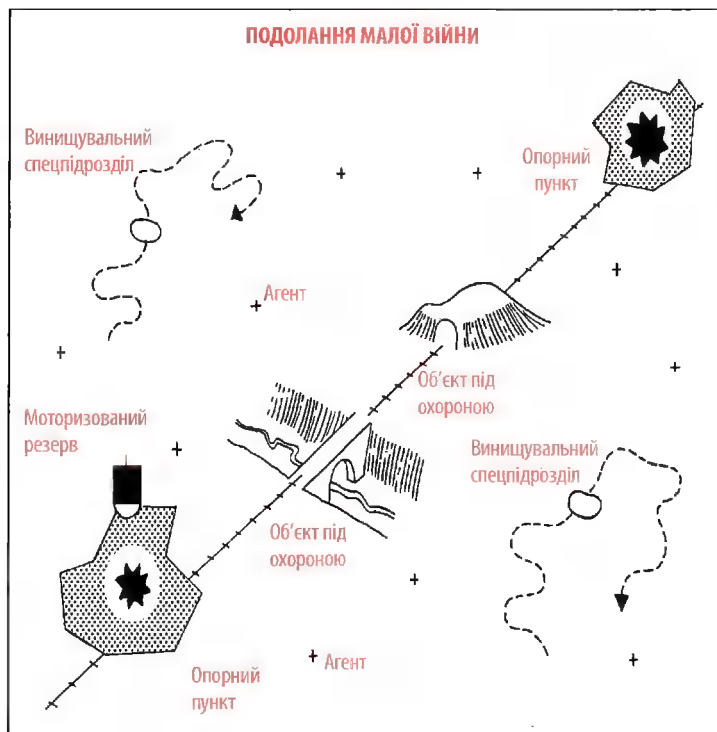 ПОДОЛАННЯ МАЛОЇ ВІЙНИ
Винищувальний
спецпідрозділ
Опорний
пункт
Агент
Об’єкт під
охороною
Моторизований
резерв
Винищувальний
спецпідрозділ
Об’єкт під
охороною
Опорний
пункт
Агент